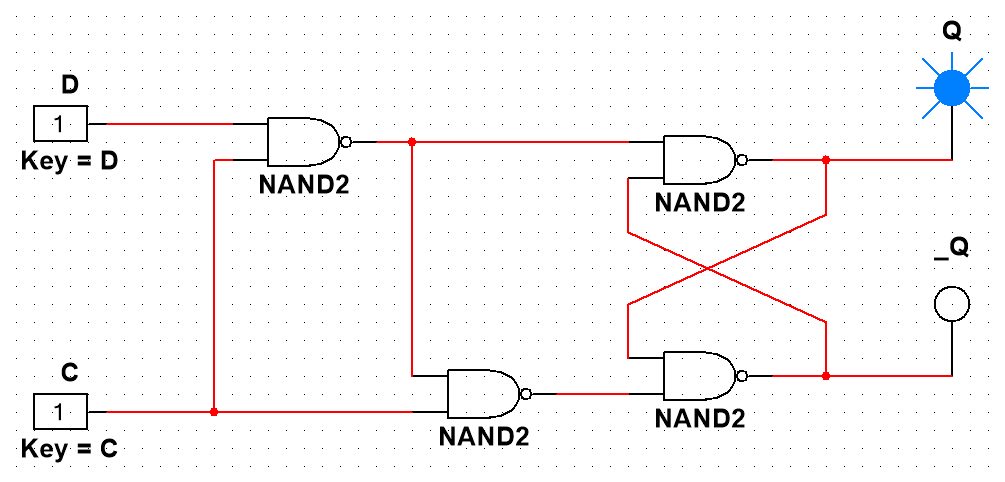 Q
D
1
Key = D
NAND2
NAND2
_Q
C
1
Key = C
NAND2
NAND2